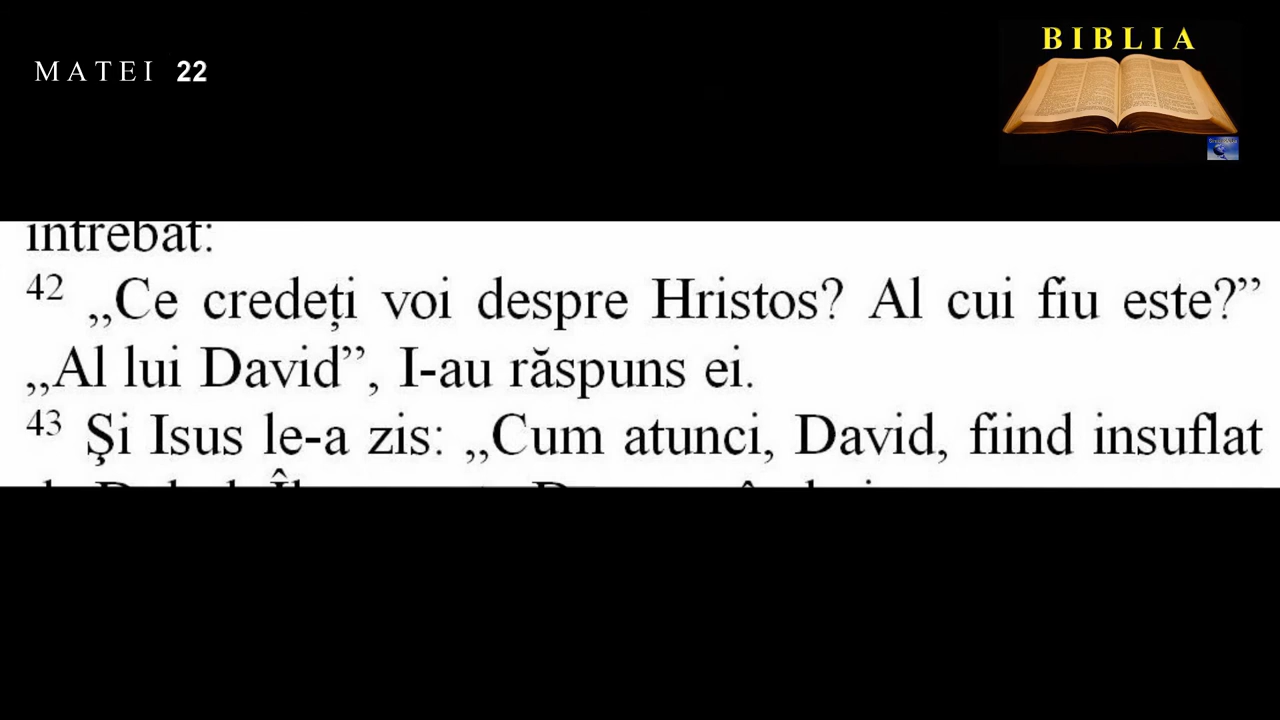 BIBLIA
MATEI 22
întrebat:
42 „Ce credeți voi despre Hristos? Al cui fiu este?”
„Al lui David”, I-au răspuns ei.
43 Şi Isus le-a zis: „Cum atunci, David, fiind insuflat